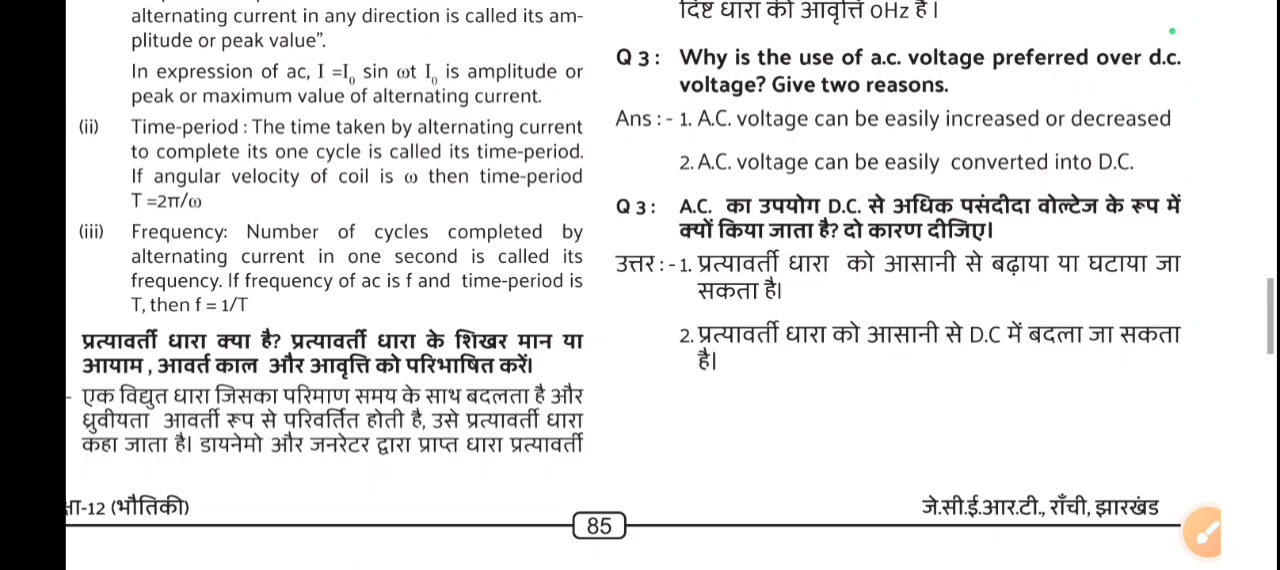 alternating current in any direction is called its am-
plitude or peak value”.
In expression of ac, I =I₀ sin ωt I₀ is amplitude or
peak or maximum value of alternating current.
(ii) Time-period : The time taken by alternating current
to complete its one cycle is called its time-period.
If angular velocity of coil is ω then time-period
T =2π/ω
(iii) Frequency: Number of cycles completed by
alternating current in one second is called its
frequency. If frequency of ac is f and time-period is
T, then f = 1/T
प्रत्यावर्ती धारा क्या है? प्रत्यावर्ती धारा के शिखर मान या
आयाम , आवर्त काल और आवृत्ति को परिभाषित करें।
- एक विद्युत धारा जिसका परिमाण समय के साथ बदलता है और
ध्रुवीयता आवर्ती रूप से परिवर्तित होती है, उसे प्रत्यावर्ती धारा
कहा जाता है। डायनेमो और जनरेटर द्वारा प्राप्त धारा प्रत्यावर्ती
दिष्ट धारा की आवृत्ति 0Hz है।
Q 3 : Why is the use of a.c. voltage preferred over d.c.
voltage? Give two reasons.
Ans : - 1. A.C. voltage can be easily increased or decreased
2. A.C. voltage can be easily converted into D.C.
Q 3 : A.C. का उपयोग D.C. से अधिक पसंदीदा वोल्टेज के रूप में
क्यों किया जाता है? दो कारण दीजिए।
उत्तर : - 1. प्रत्यावर्ती धारा को आसानी से बढ़ाया या घटाया जा
सकता है।
2. प्रत्यावर्ती धारा को आसानी से D.C में बदला जा सकता
है।
-12 (भौतिकी)
जे.सी.ई.आर.टी., राँची, झारखंड
85